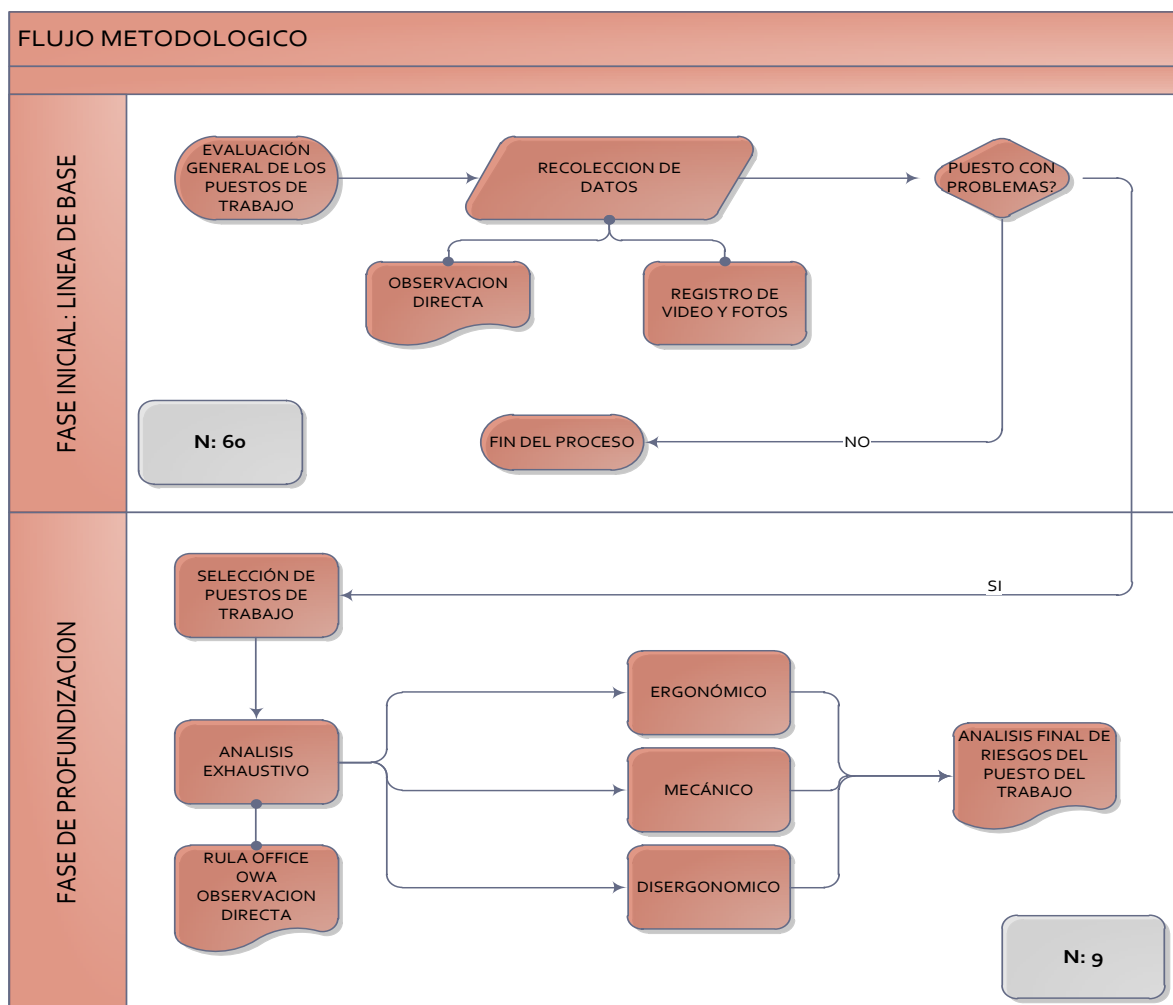 FLUJO METODOLOGICO
FASE INICIAL: LINEA DE BASE
EVALUACIÓN
GENERAL DE LOS
PUESTOS DE
TRABAJO
RECOLECCION DE
DATOS
PUESTO CON
PROBLEMAS?
OBSERVACION
DIRECTA
REGISTRO DE
VIDEO Y FOTOS
N: 60
FIN DEL PROCESO
NO
FASE DE PROFUNDIZACION
SELECCIÓN DE
PUESTOS DE
TRABAJO
SI
ANALISIS
EXHAUSTIVO
RULA OFFICE
OWA
OBSERVACION
DIRECTA
ERGONÓMICO
MECÁNICO
DISERGONOMICO
ANALISIS FINAL DE
RIESGOS DEL
PUESTO DEL
TRABAJO
N: 9